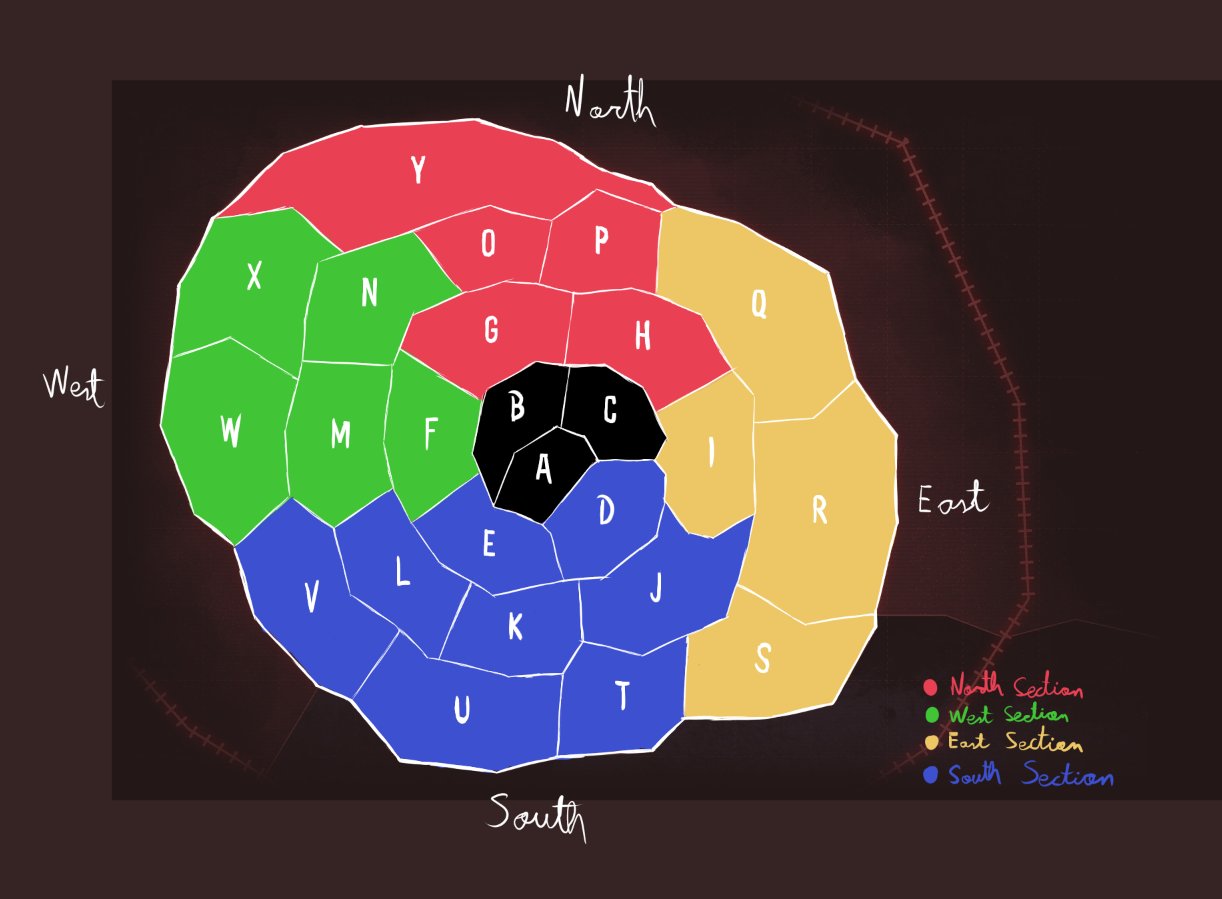 North
Y
O
P
X
N
Q
G
H
West
B
C
W
M
F
A
I
East
D
R
E
L
J
V
K
S
T
U
North Section
West Section
East Section
South Section
South